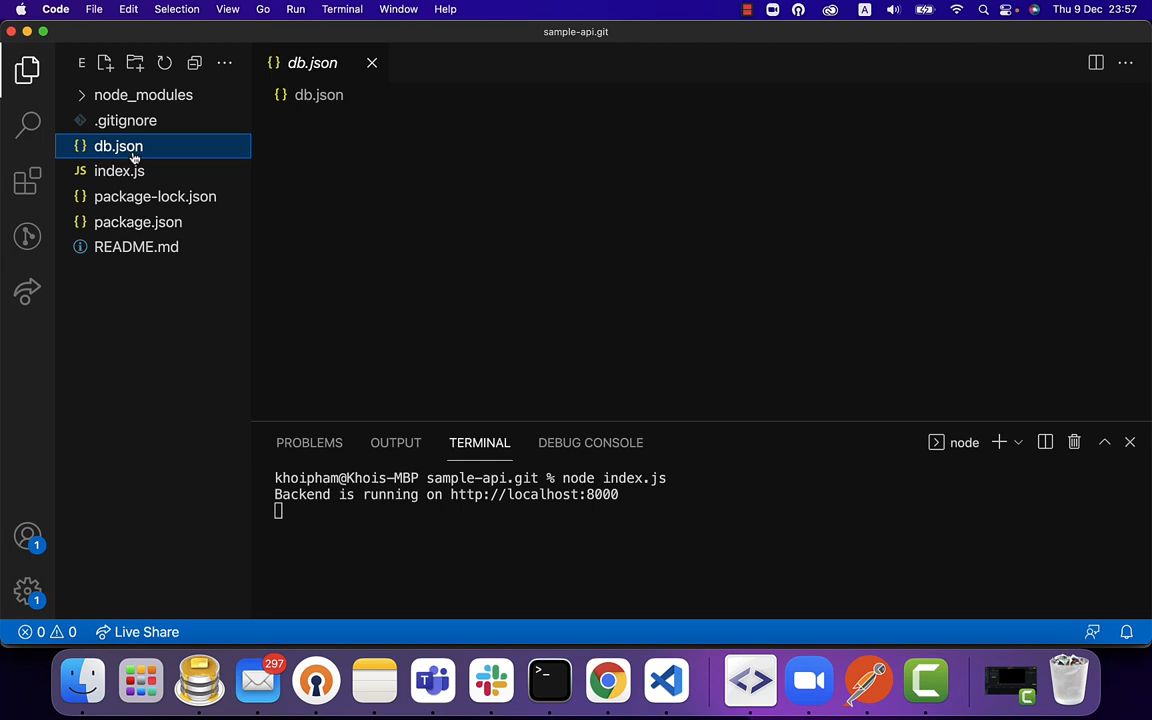 Code File Edit Selection View Go Run Terminal Window Help A Thu 9 Dec 23:57
sample-api.git
E
db.json
node_modules
db.json
.gitignore
db.json
JS index.js
package-lock.json
package.json
README.md
PROBLEMS OUTPUT TERMINAL DEBUG CONSOLE node
khoipham@Khois-MBP sample-api.git % node index.js
Backend is running on http://localhost:8000
1
1
0 0 Live Share
297